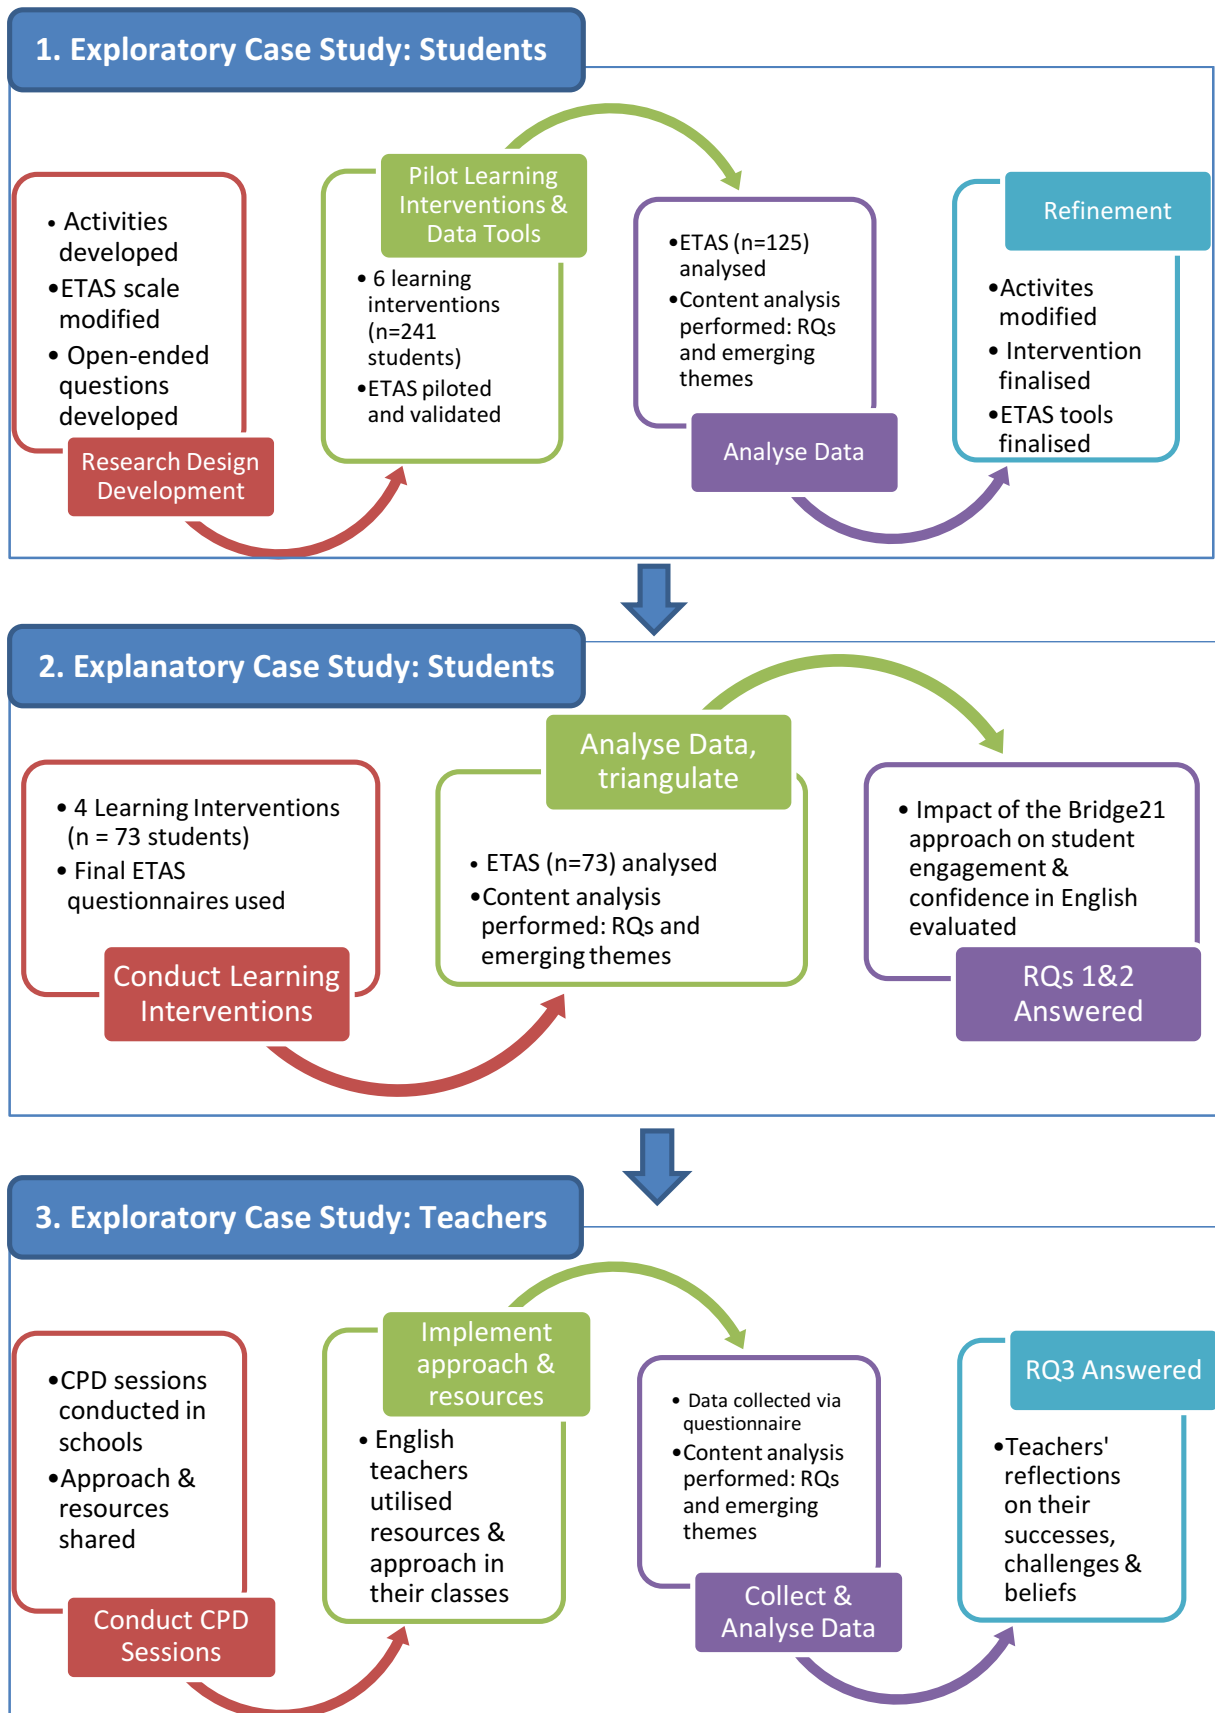 1. Exploratory Case Study: Students
• Activities
developed
•ETAS scale
modified
• Open-ended
questions
developed
Research Design
Development
Pilot Learning
Interventions &
Data Tools
• 6 learning
interventions
(n=241
students)
•ETAS piloted
and validated
•ETAS (n=125)
analysed
•Content analysis
performed: RQs
and emerging
themes
Analyse Data
Refinement
•Activites
modified
• Intervention
finalised
•ETAS tools
finalised
2. Explanatory Case Study: Students
• 4 Learning Interventions
(n = 73 students)
• Final ETAS
questionnaires used
Conduct Learning
Interventions
Analyse Data,
triangulate
• ETAS (n=73) analysed
•Content analysis
performed: RQs and
emerging themes
• Impact of the Bridge21
approach on student
engagement &
confidence in English
evaluated
RQs 1&2
Answered
3. Exploratory Case Study: Teachers
•CPD sessions
conducted in
schools
•Approach &
resources
shared
Conduct CPD
Sessions
Implement
approach &
resources
• English
teachers
utilised
resources &
approach in
their classes
• Data collected via
questionnaire
•Content analysis
performed: RQs
and emerging
themes
Collect &
Analyse Data
RQ3 Answered
•Teachers'
reflections
on their
successes,
challenges &
beliefs